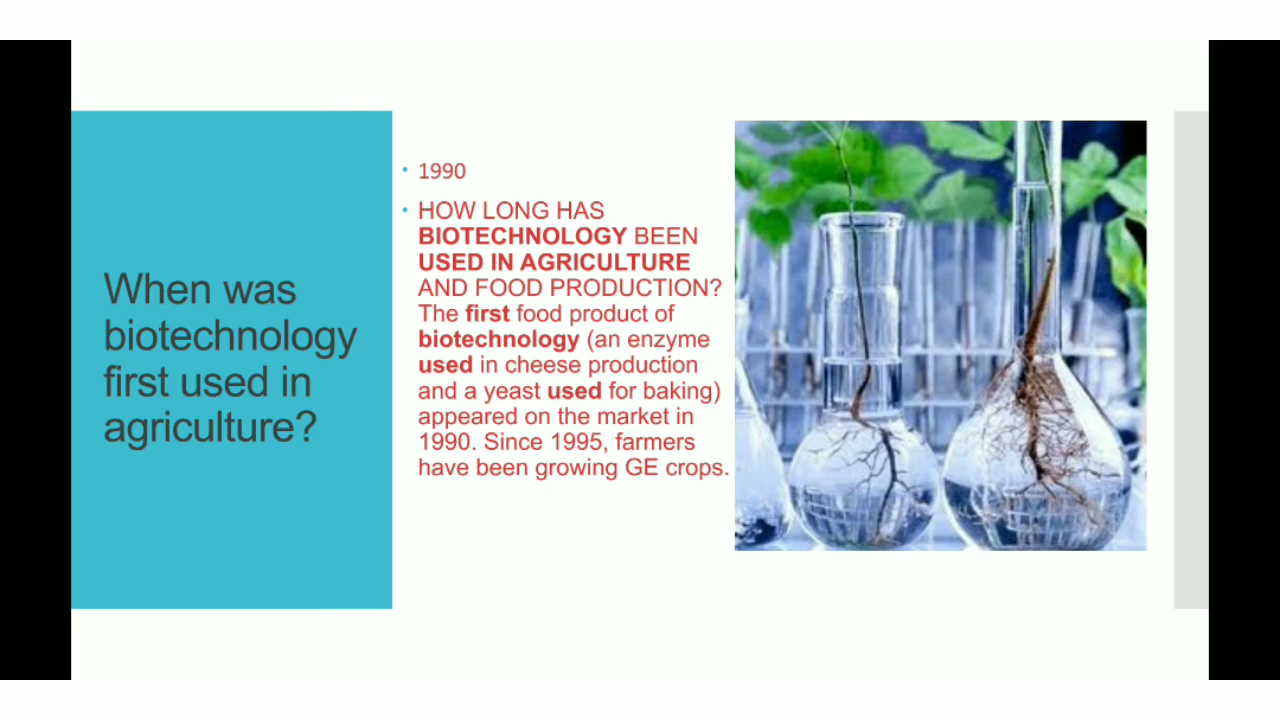 When was
biotechnology
first used in
agriculture?
• 1990
• HOW LONG HAS
BIOTECHNOLOGY BEEN
USED IN AGRICULTURE
AND FOOD PRODUCTION?
The first food product of
biotechnology (an enzyme
used in cheese production
and a yeast used for baking)
appeared on the market in
1990. Since 1995, farmers
have been growing GE crops.